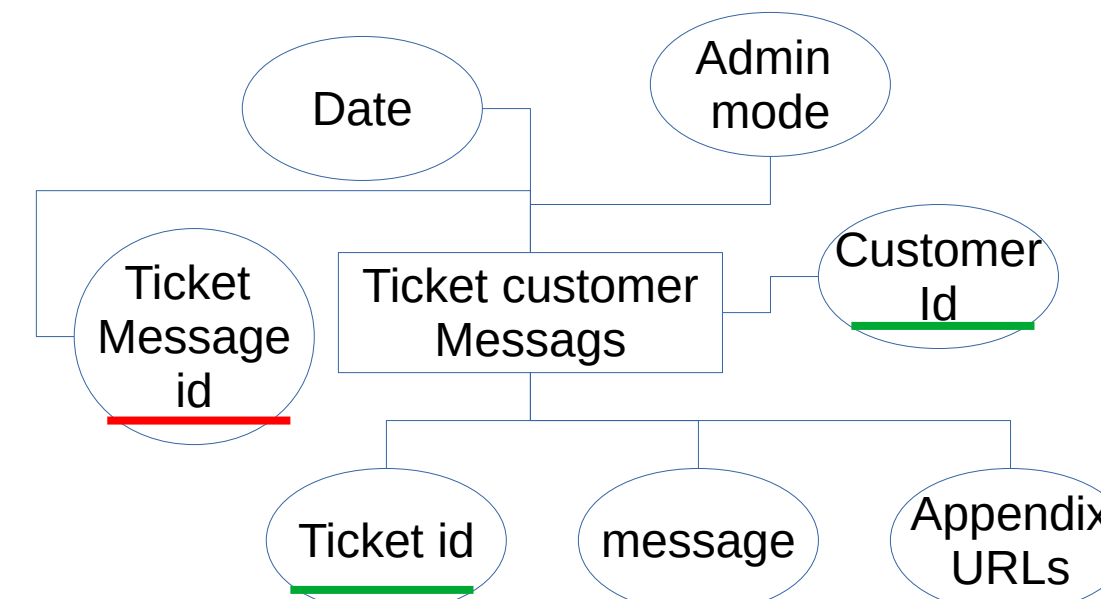 Date
Admin
mode
Customer
Id
Ticket
Message
id
Ticket customer
Messags
Ticket id
message
Appendix
URLs